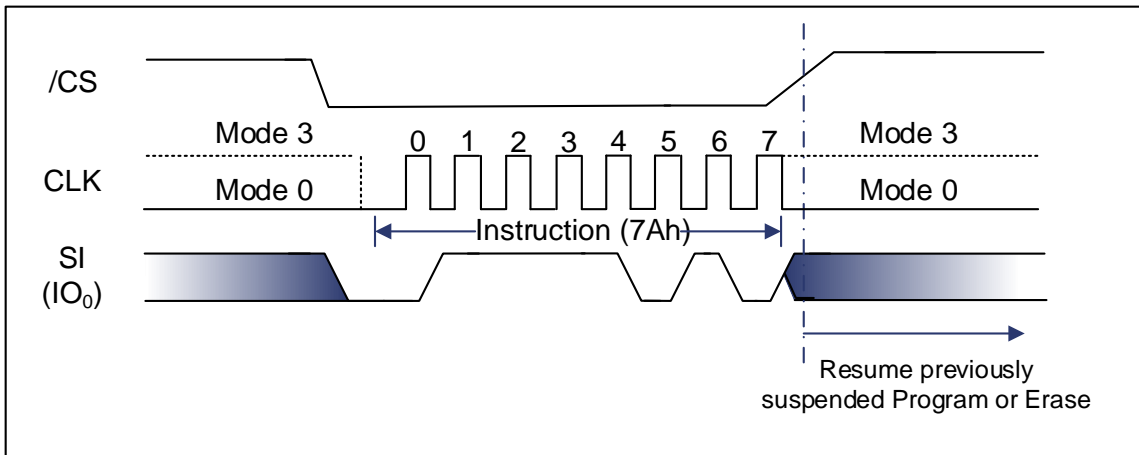 /CS
Mode 3
0 1 2 3 4 5 6 7
Mode 3
CLK
Mode 0
Mode 0
Instruction (7Ah)
SI
(IO₀)
Resume previously
suspended Program or Erase